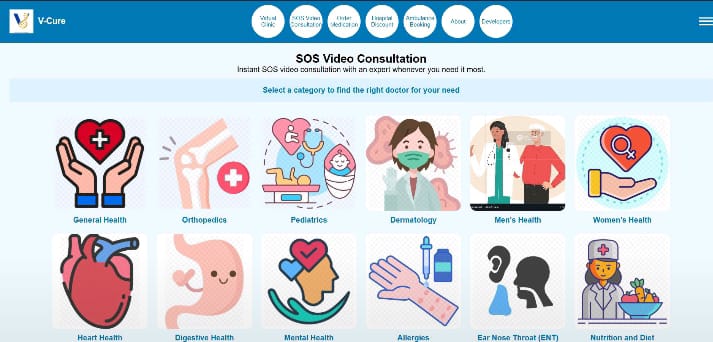 V-Cure
Virtual
Clinic
SOS Video
Consultation
Order
Medication
Hospital
Discount
Ambulance
Booking
About
Developers
SOS Video Consultation
Instant SOS video consultation with an expert whenever you need it most.
Select a category to find the right doctor for your need
General Health
Orthopedics
Pediatrics
Dermatology
Men's Health
Women's Health
Heart Health
Digestive Health
Mental Health
Allergies
Ear Nose Throat (ENT)
Nutrition and Diet